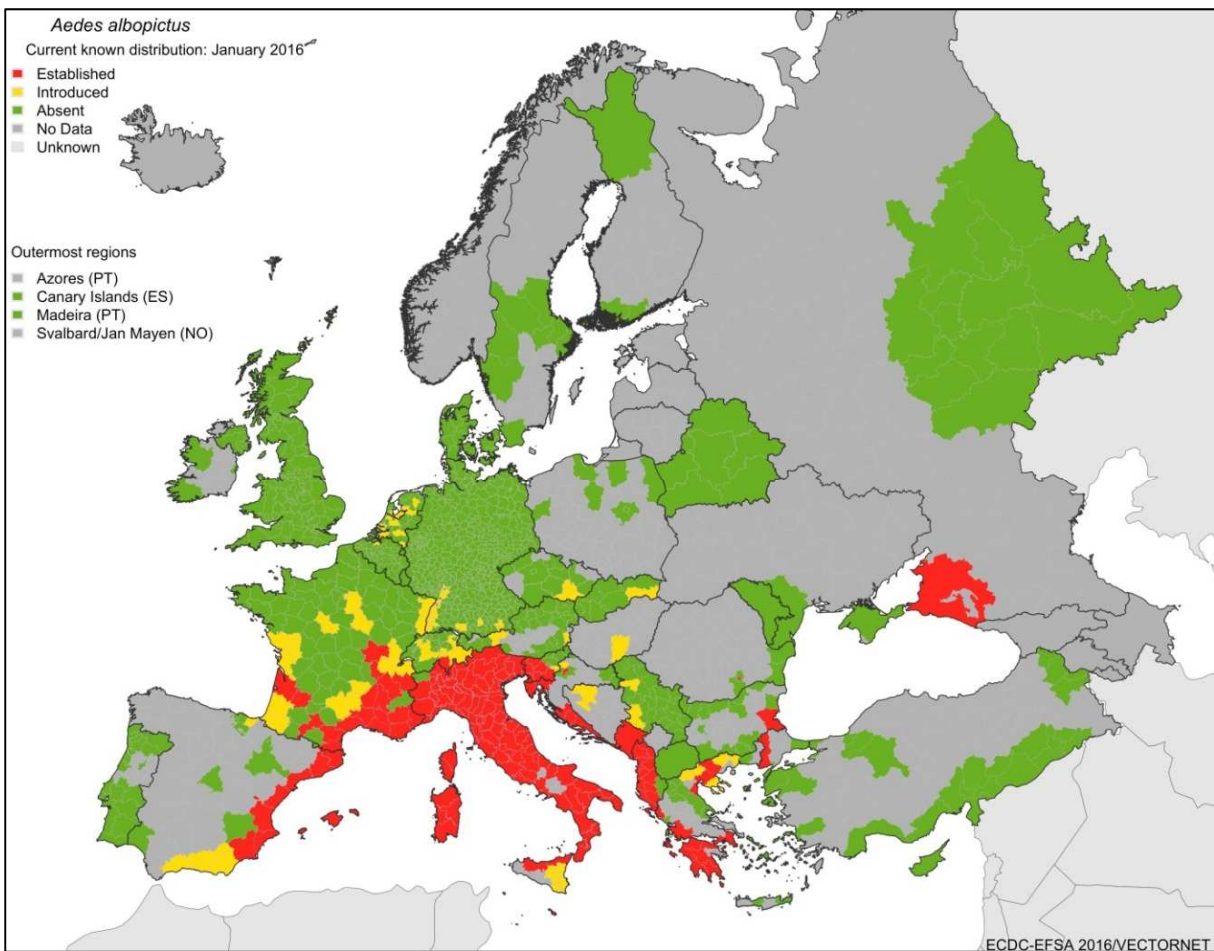 Aedes albopictus
Current known distribution: January 2016
Established
Introduced
Absent
No Data
Unknown
Outermost regions
Azores (PT)
Canary Islands (ES)
Madeira (PT)
Svalbard/Jan Mayen (NO)
ECDC-EFSA 2016/VECTORNET